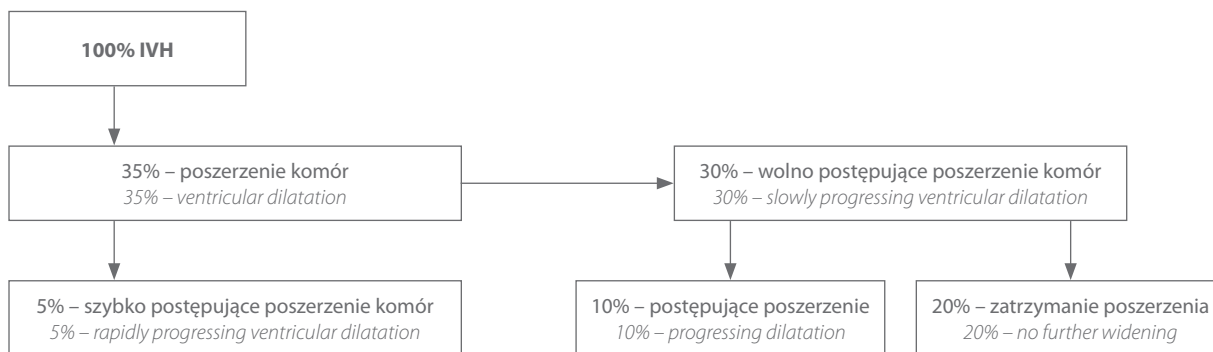 100% IVH
35% – poszerzenie komór
35% – ventricular dilatation
30% – wolno postępujące poszerzenie komór
30% – slowly progressing ventricular dilatation
5% – szybko postępujące poszerzenie komór
5% – rapidly progressing ventricular dilatation
10% – postępujące poszerzenie
10% – progressing dilatation
20% – zatrzymanie poszerzenia
20% – no further widening